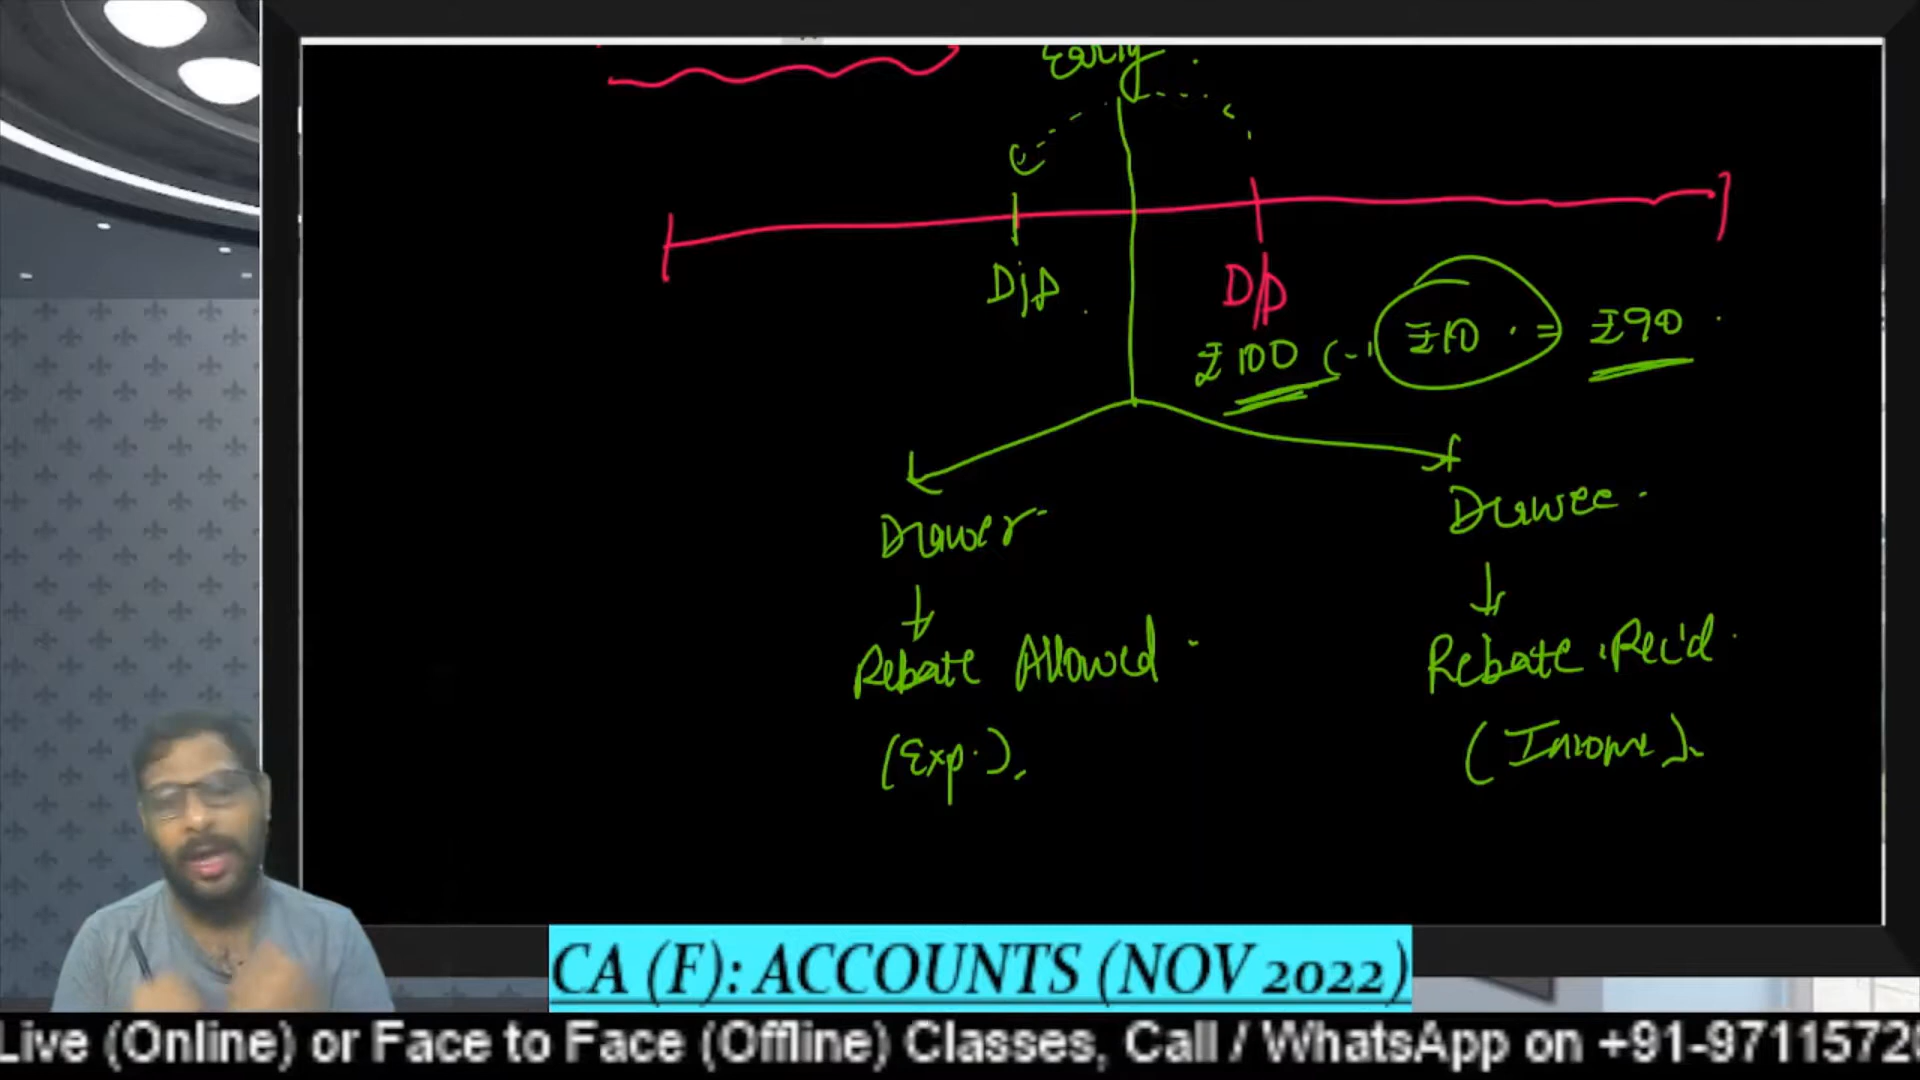 Early.
D/D.
D/D
₹100 (-) ₹10 = ₹90
Drawer
Drawee
Rebate Allowed
Rebate Rec'd
(Exp.)
(Income)
CA (F): ACCOUNTS (NOV 2022)
Live (Online) or Face to Face (Offline) Classes, Call / WhatsApp on +91-9711572